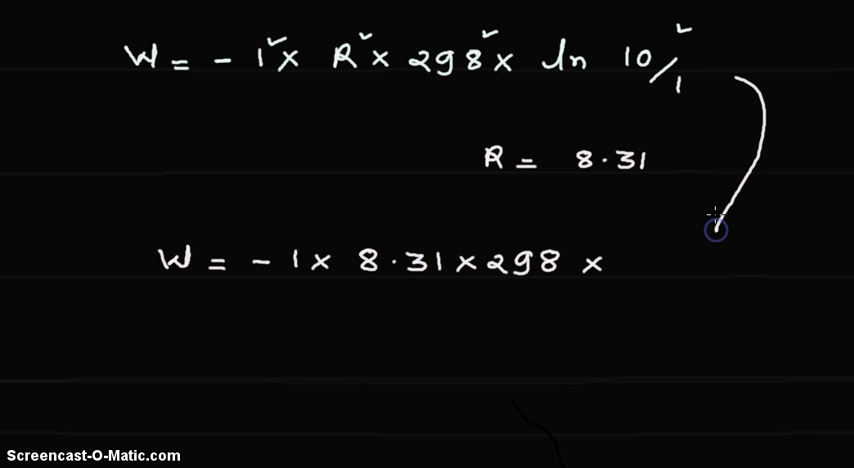 W = - 1 x R x 298 x ln 10/1
R = 8.31
W = - 1 x 8.31 x 298 x
Screencast-O-Matic.com